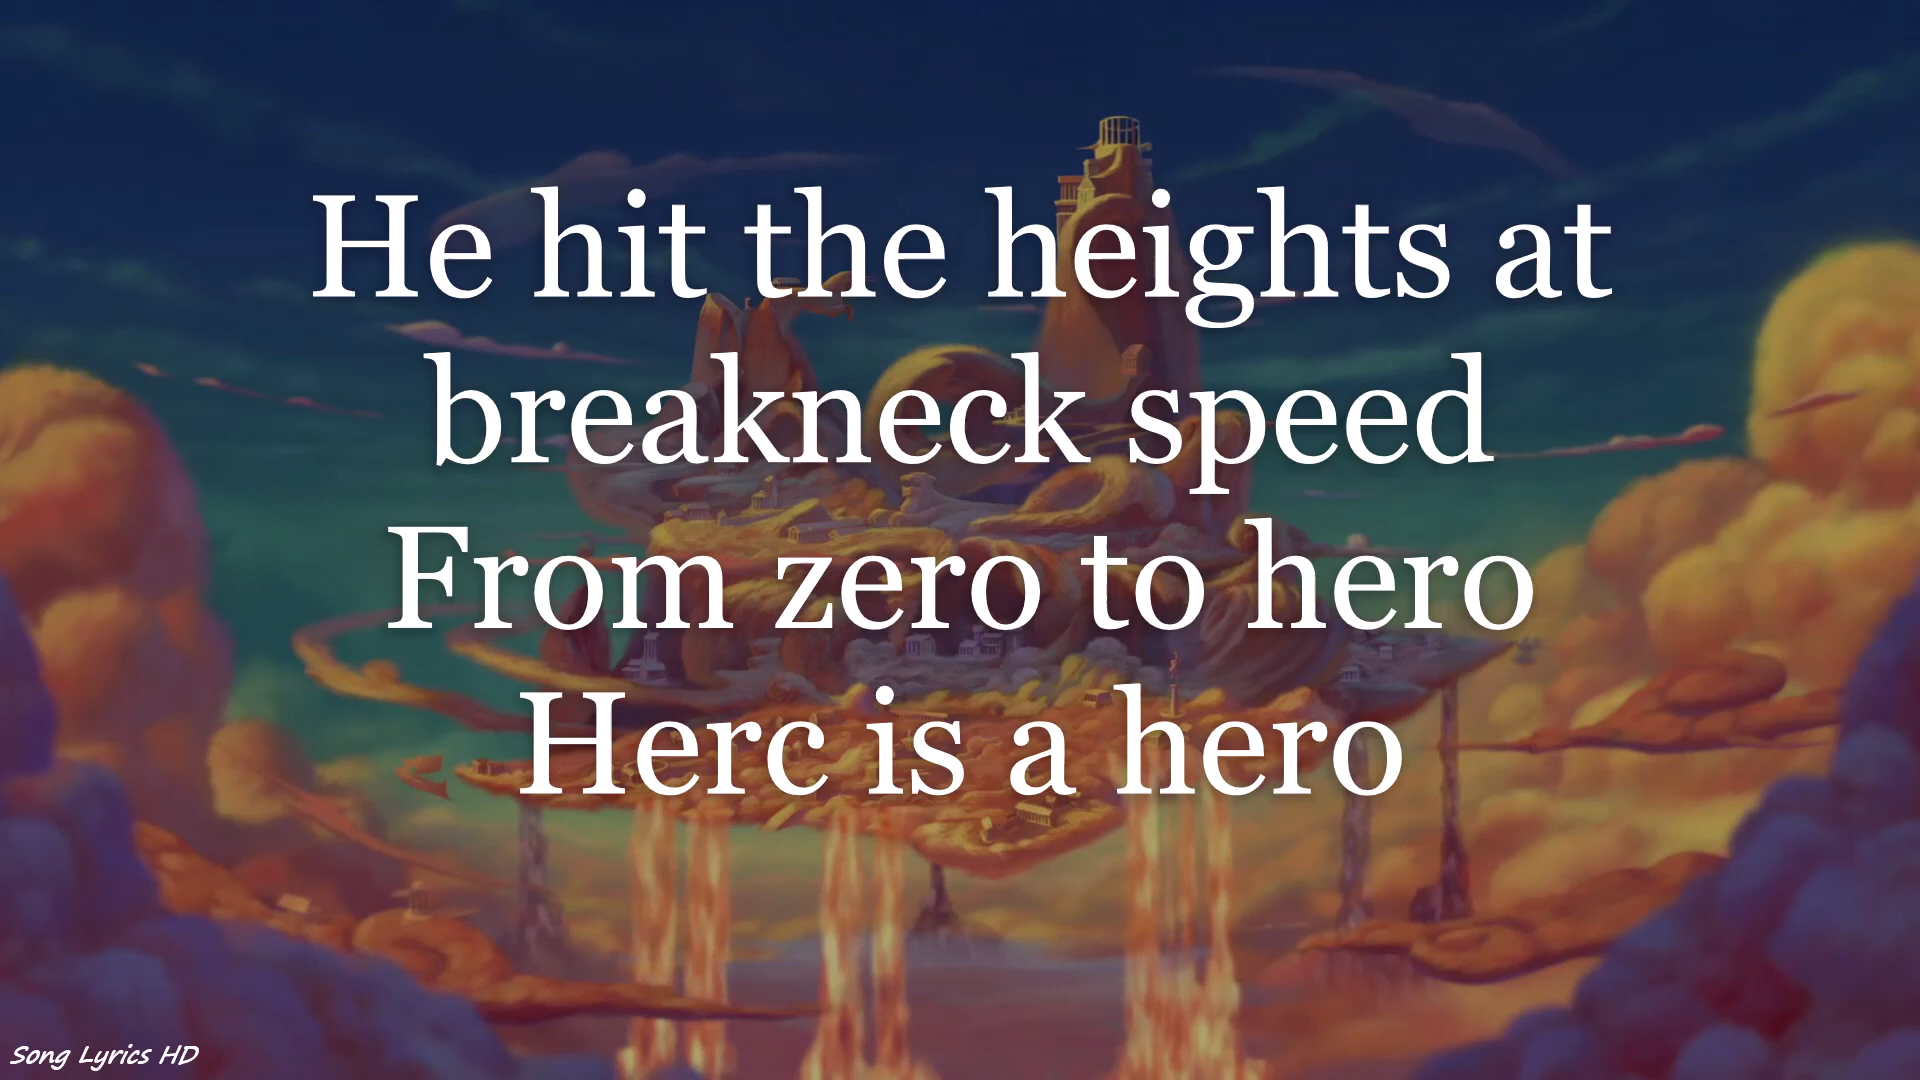 He hit the heights at
breakneck speed
From zero to hero
Herc is a hero
Song Lyrics HD